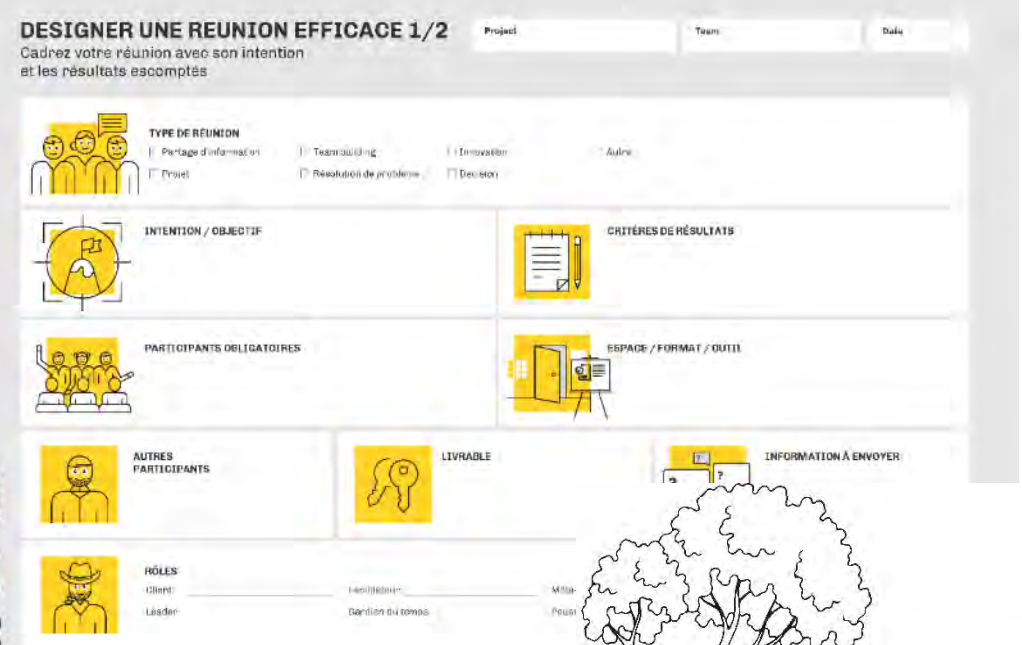 DESIGNER UNE REUNION EFFICACE 1/2
Cadrez votre réunion avec son intention
et les résultats escomptés
Project
Team
Date
TYPE DE RÉUNION
Partage d'information
Team building
Innovation
Autre
Projet
Résolution de problème
Décision
INTENTION / OBJECTIF
CRITÈRES DE RÉSULTATS
PARTICIPANTS OBLIGATOIRES
ESPACE / FORMAT / OUTIL
AUTRES
PARTICIPANTS
LIVRABLE
INFORMATION À ENVOYER
? ?
?
RÔLES
Client:
Facilitateur:
Leader
Gardien du temps